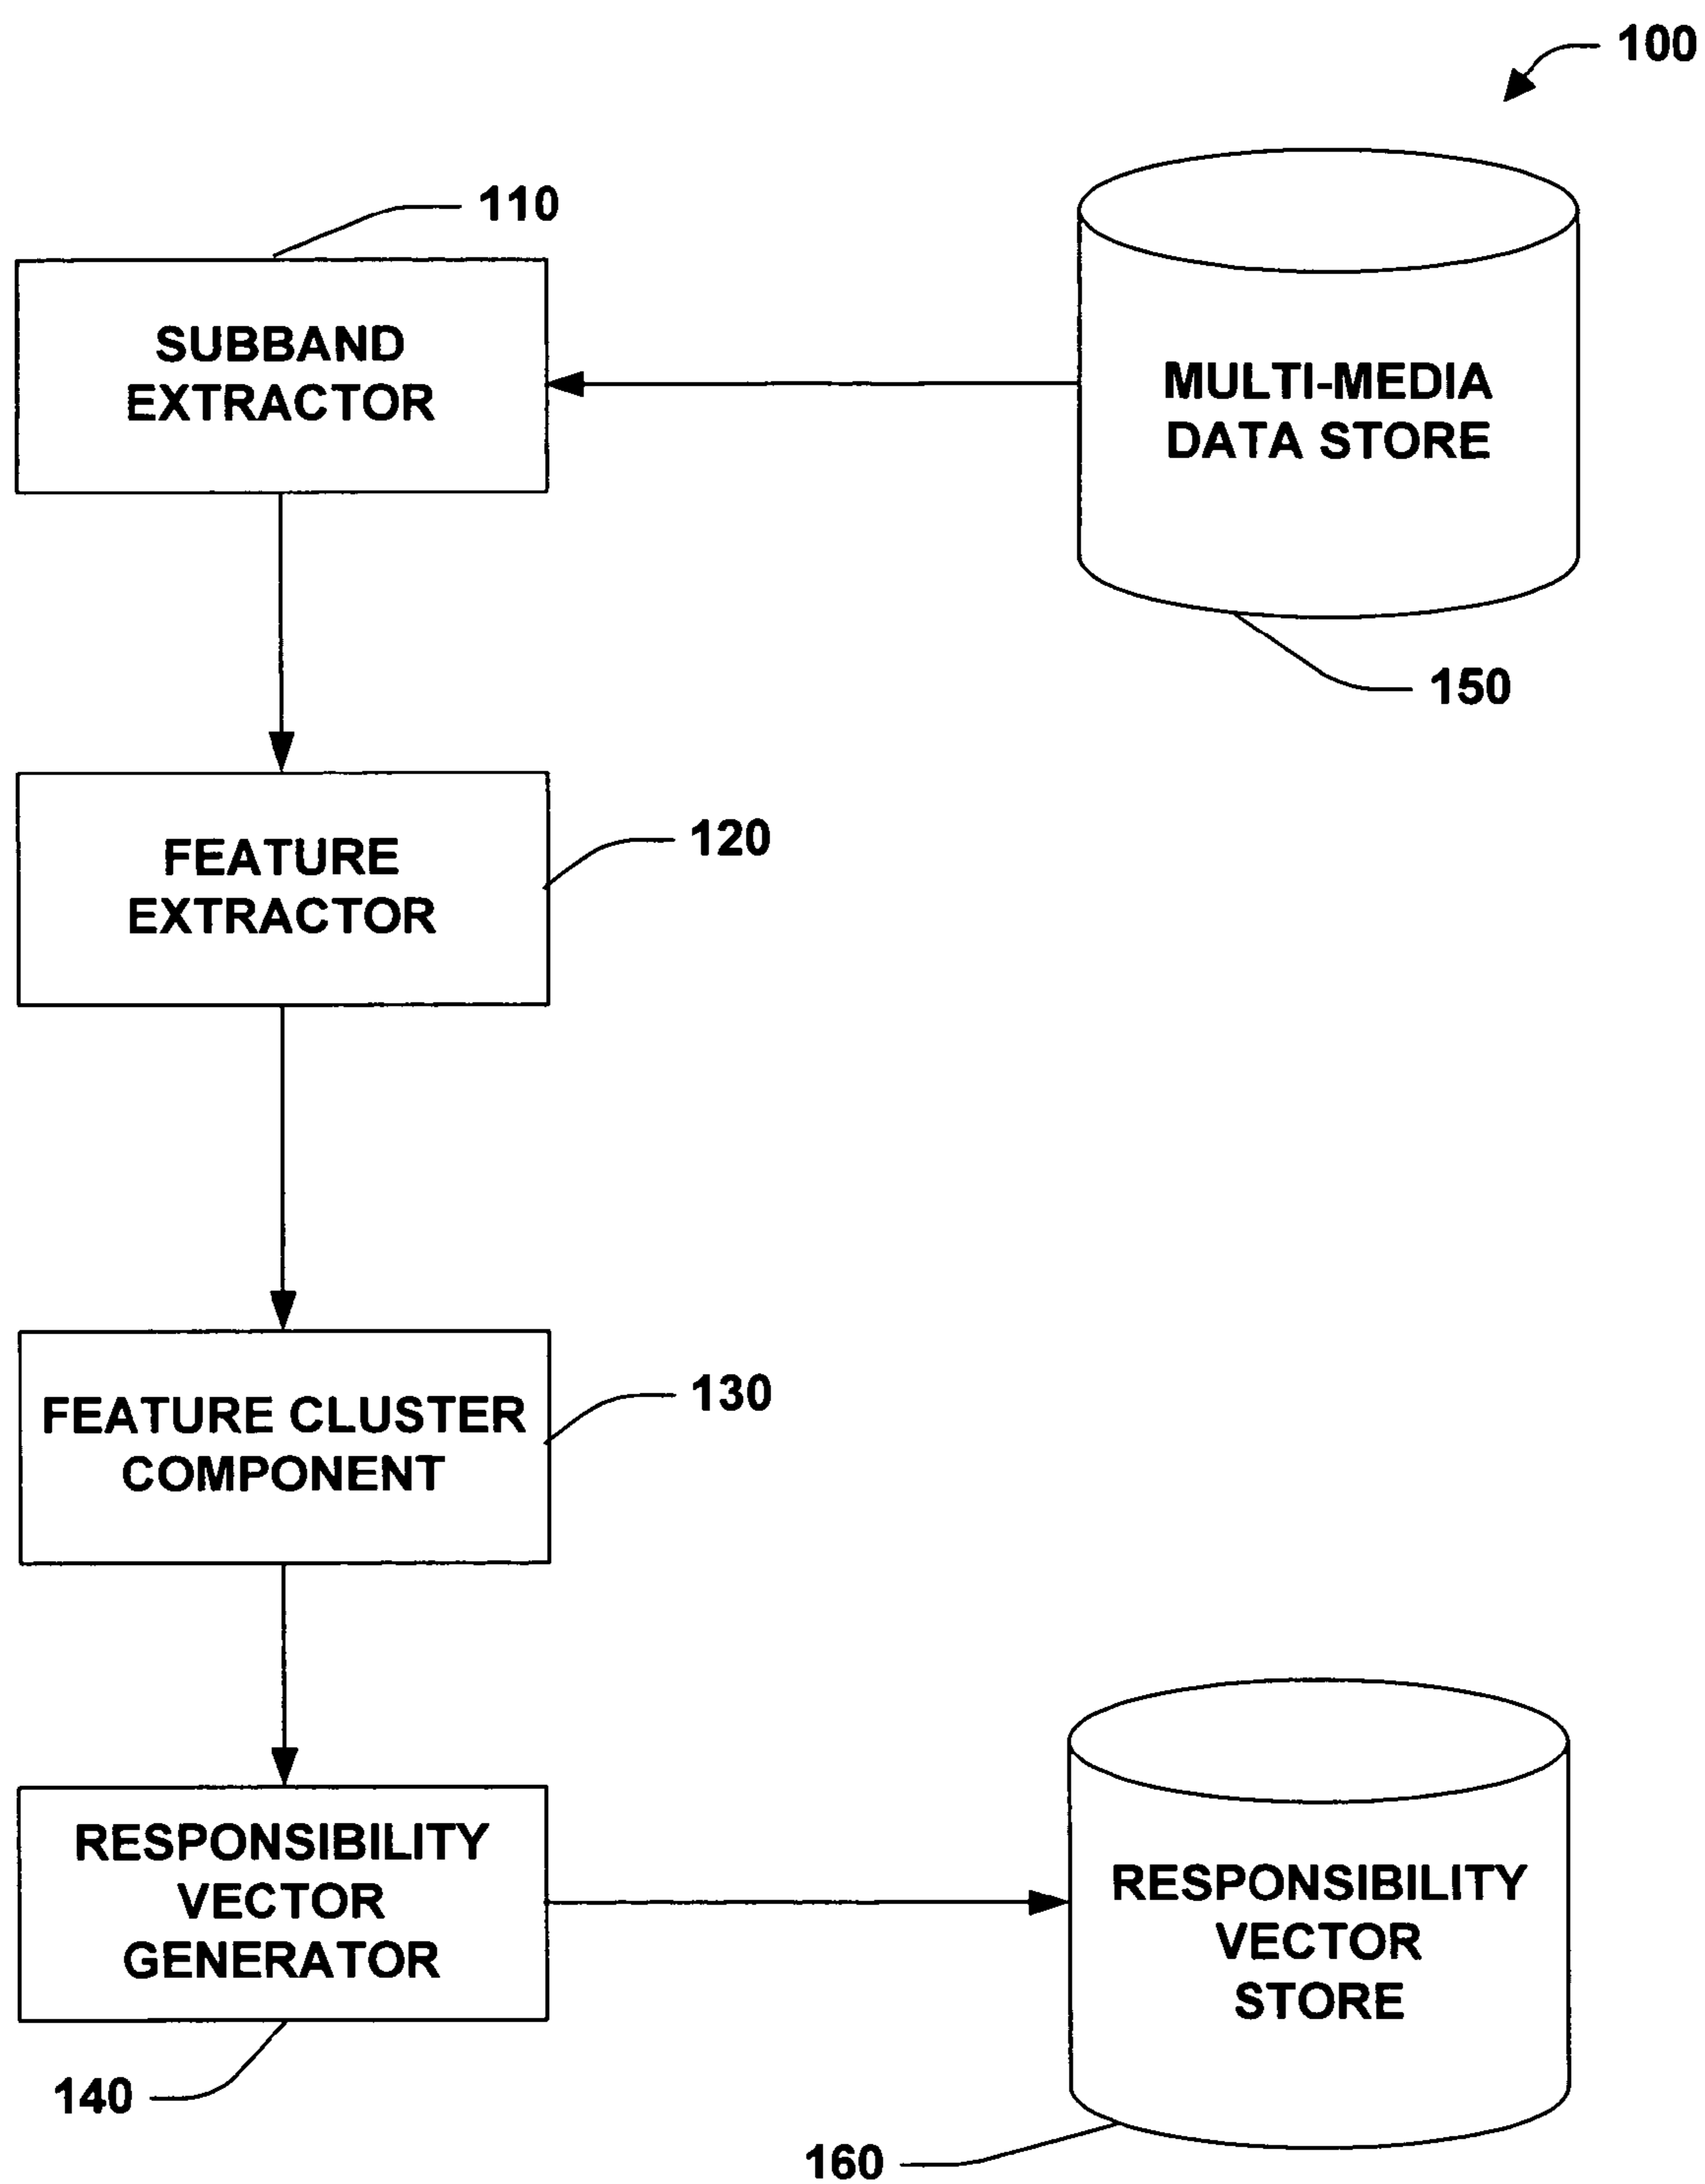 100
110
SUBBAND
EXTRACTOR
MULTI-MEDIA
DATA STORE
150
FEATURE
EXTRACTOR
120
FEATURE CLUSTER
COMPONENT
130
RESPONSIBILITY
VECTOR
GENERATOR
RESPONSIBILITY
VECTOR
STORE
140
160